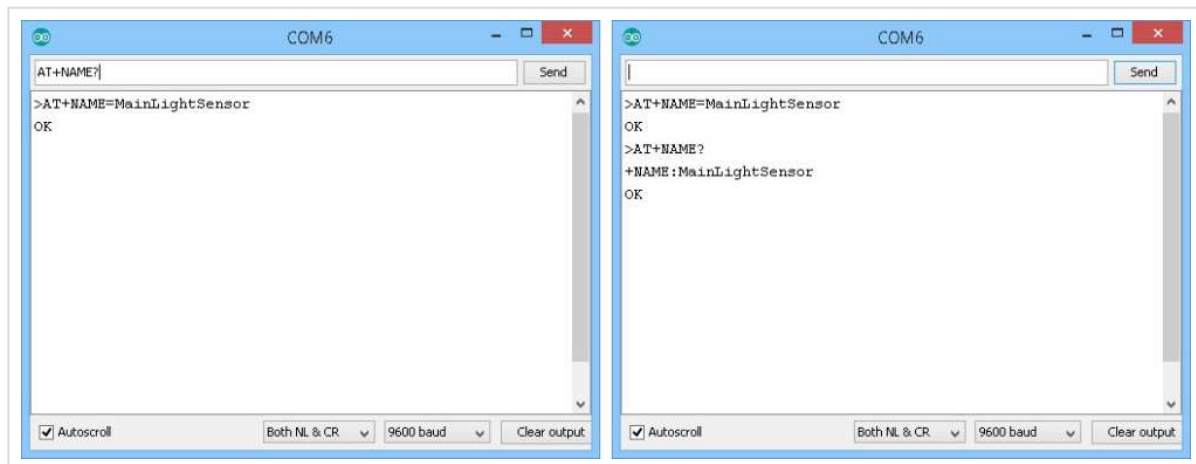 COM6
AT+NAME?
Send
>AT+NAME=MainLightSensor
OK
Autoscroll
Both NL & CR
9600 baud
Clear output
COM6
Send
>AT+NAME=MainLightSensor
OK
>AT+NAME?
+NAME:MainLightSensor
OK
Autoscroll
Both NL & CR
9600 baud
Clear output